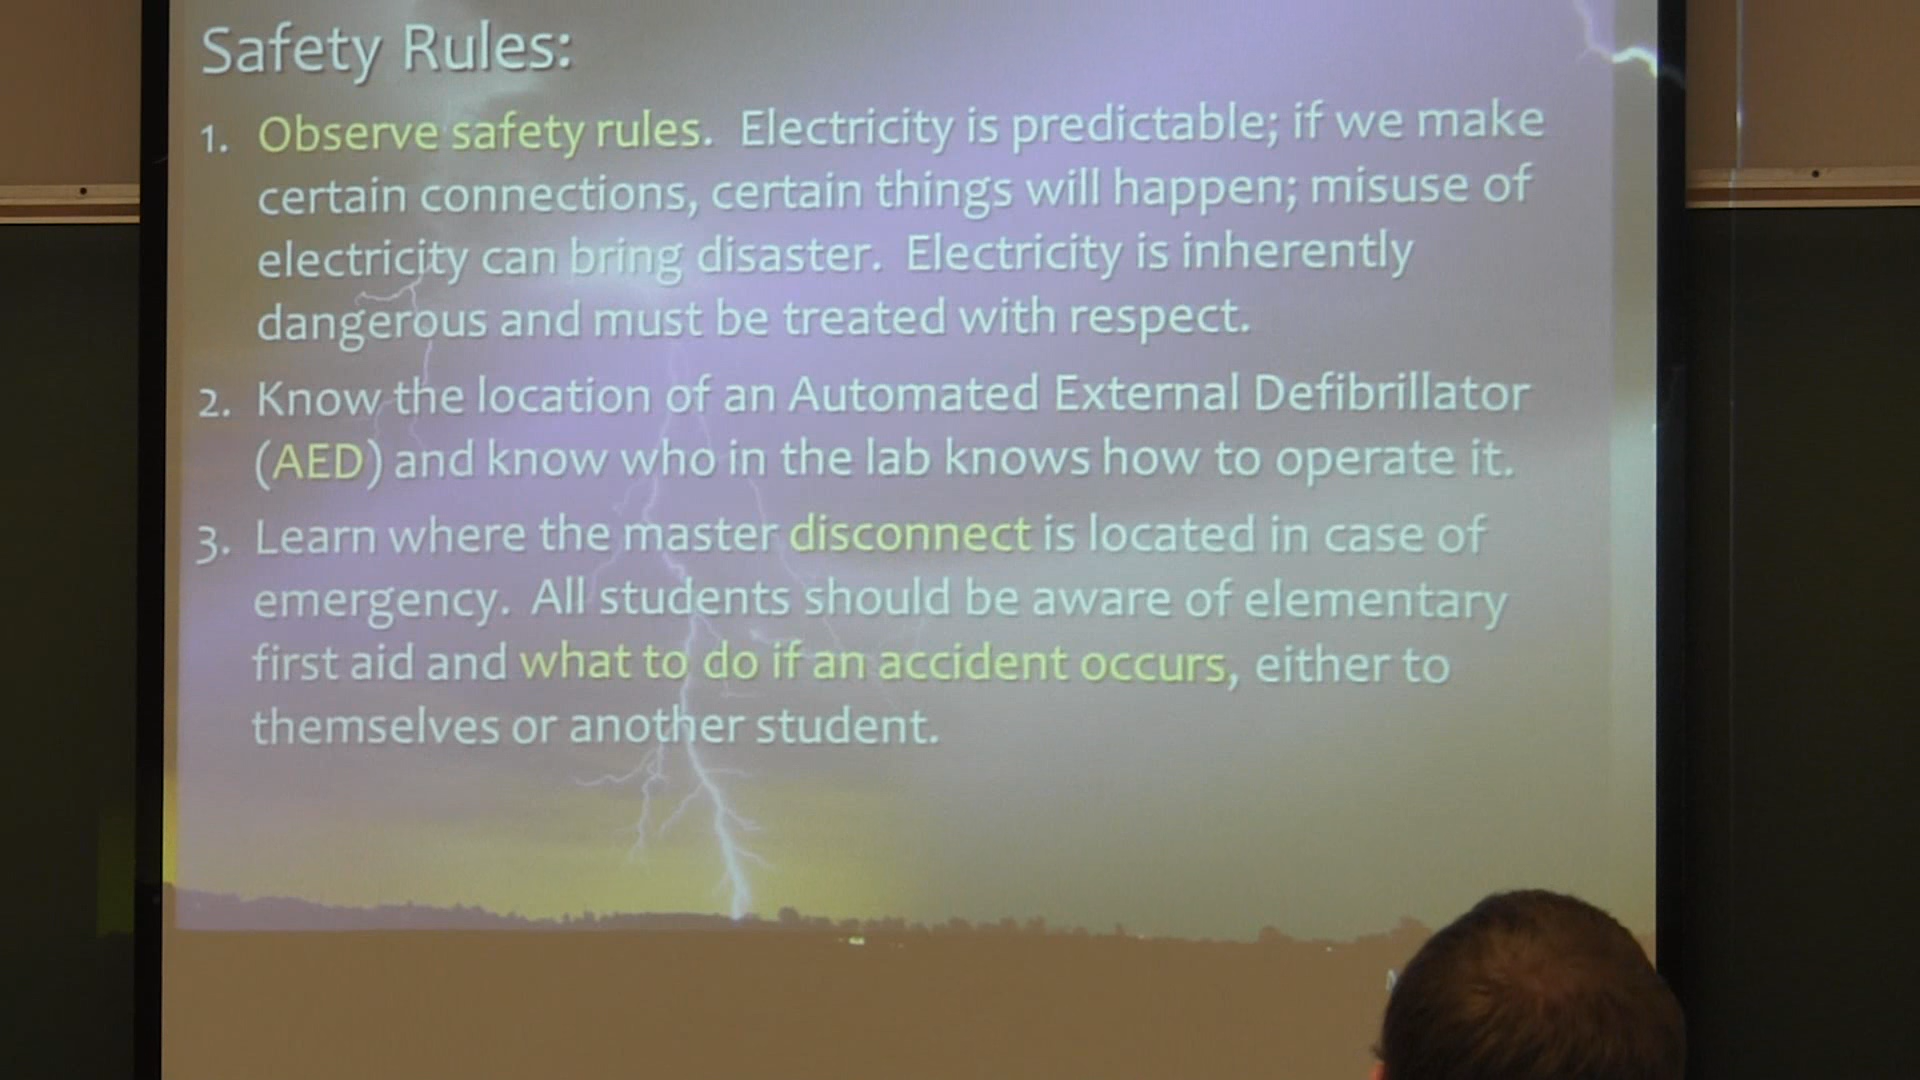 Safety Rules:
1. Observe safety rules. Electricity is predictable; if we make
certain connections, certain things will happen; misuse of
electricity can bring disaster. Electricity is inherently
dangerous and must be treated with respect.
2. Know the location of an Automated External Defibrillator
(AED) and know who in the lab knows how to operate it.
3. Learn where the master disconnect is located in case of
emergency. All students should be aware of elementary
first aid and what to do if an accident occurs, either to
themselves or another student.